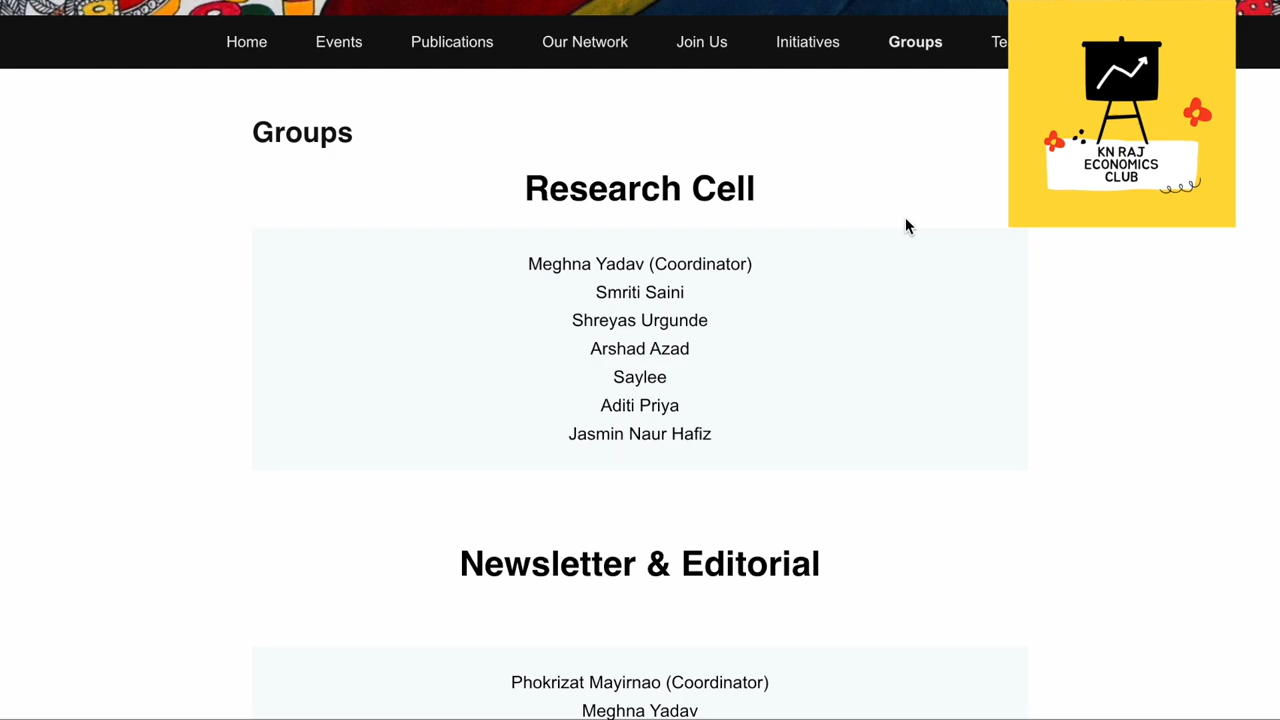 Home Events Publications Our Network Join Us Initiatives Groups
KN RAJ
ECONOMICS
CLUB
Groups
Research Cell
Meghna Yadav (Coordinator)
Smriti Saini
Shreyas Urgunde
Arshad Azad
Saylee
Aditi Priya
Jasmin Naur Hafiz
Newsletter & Editorial
Phokrizat Mayirnao (Coordinator)
Meghna Yadav